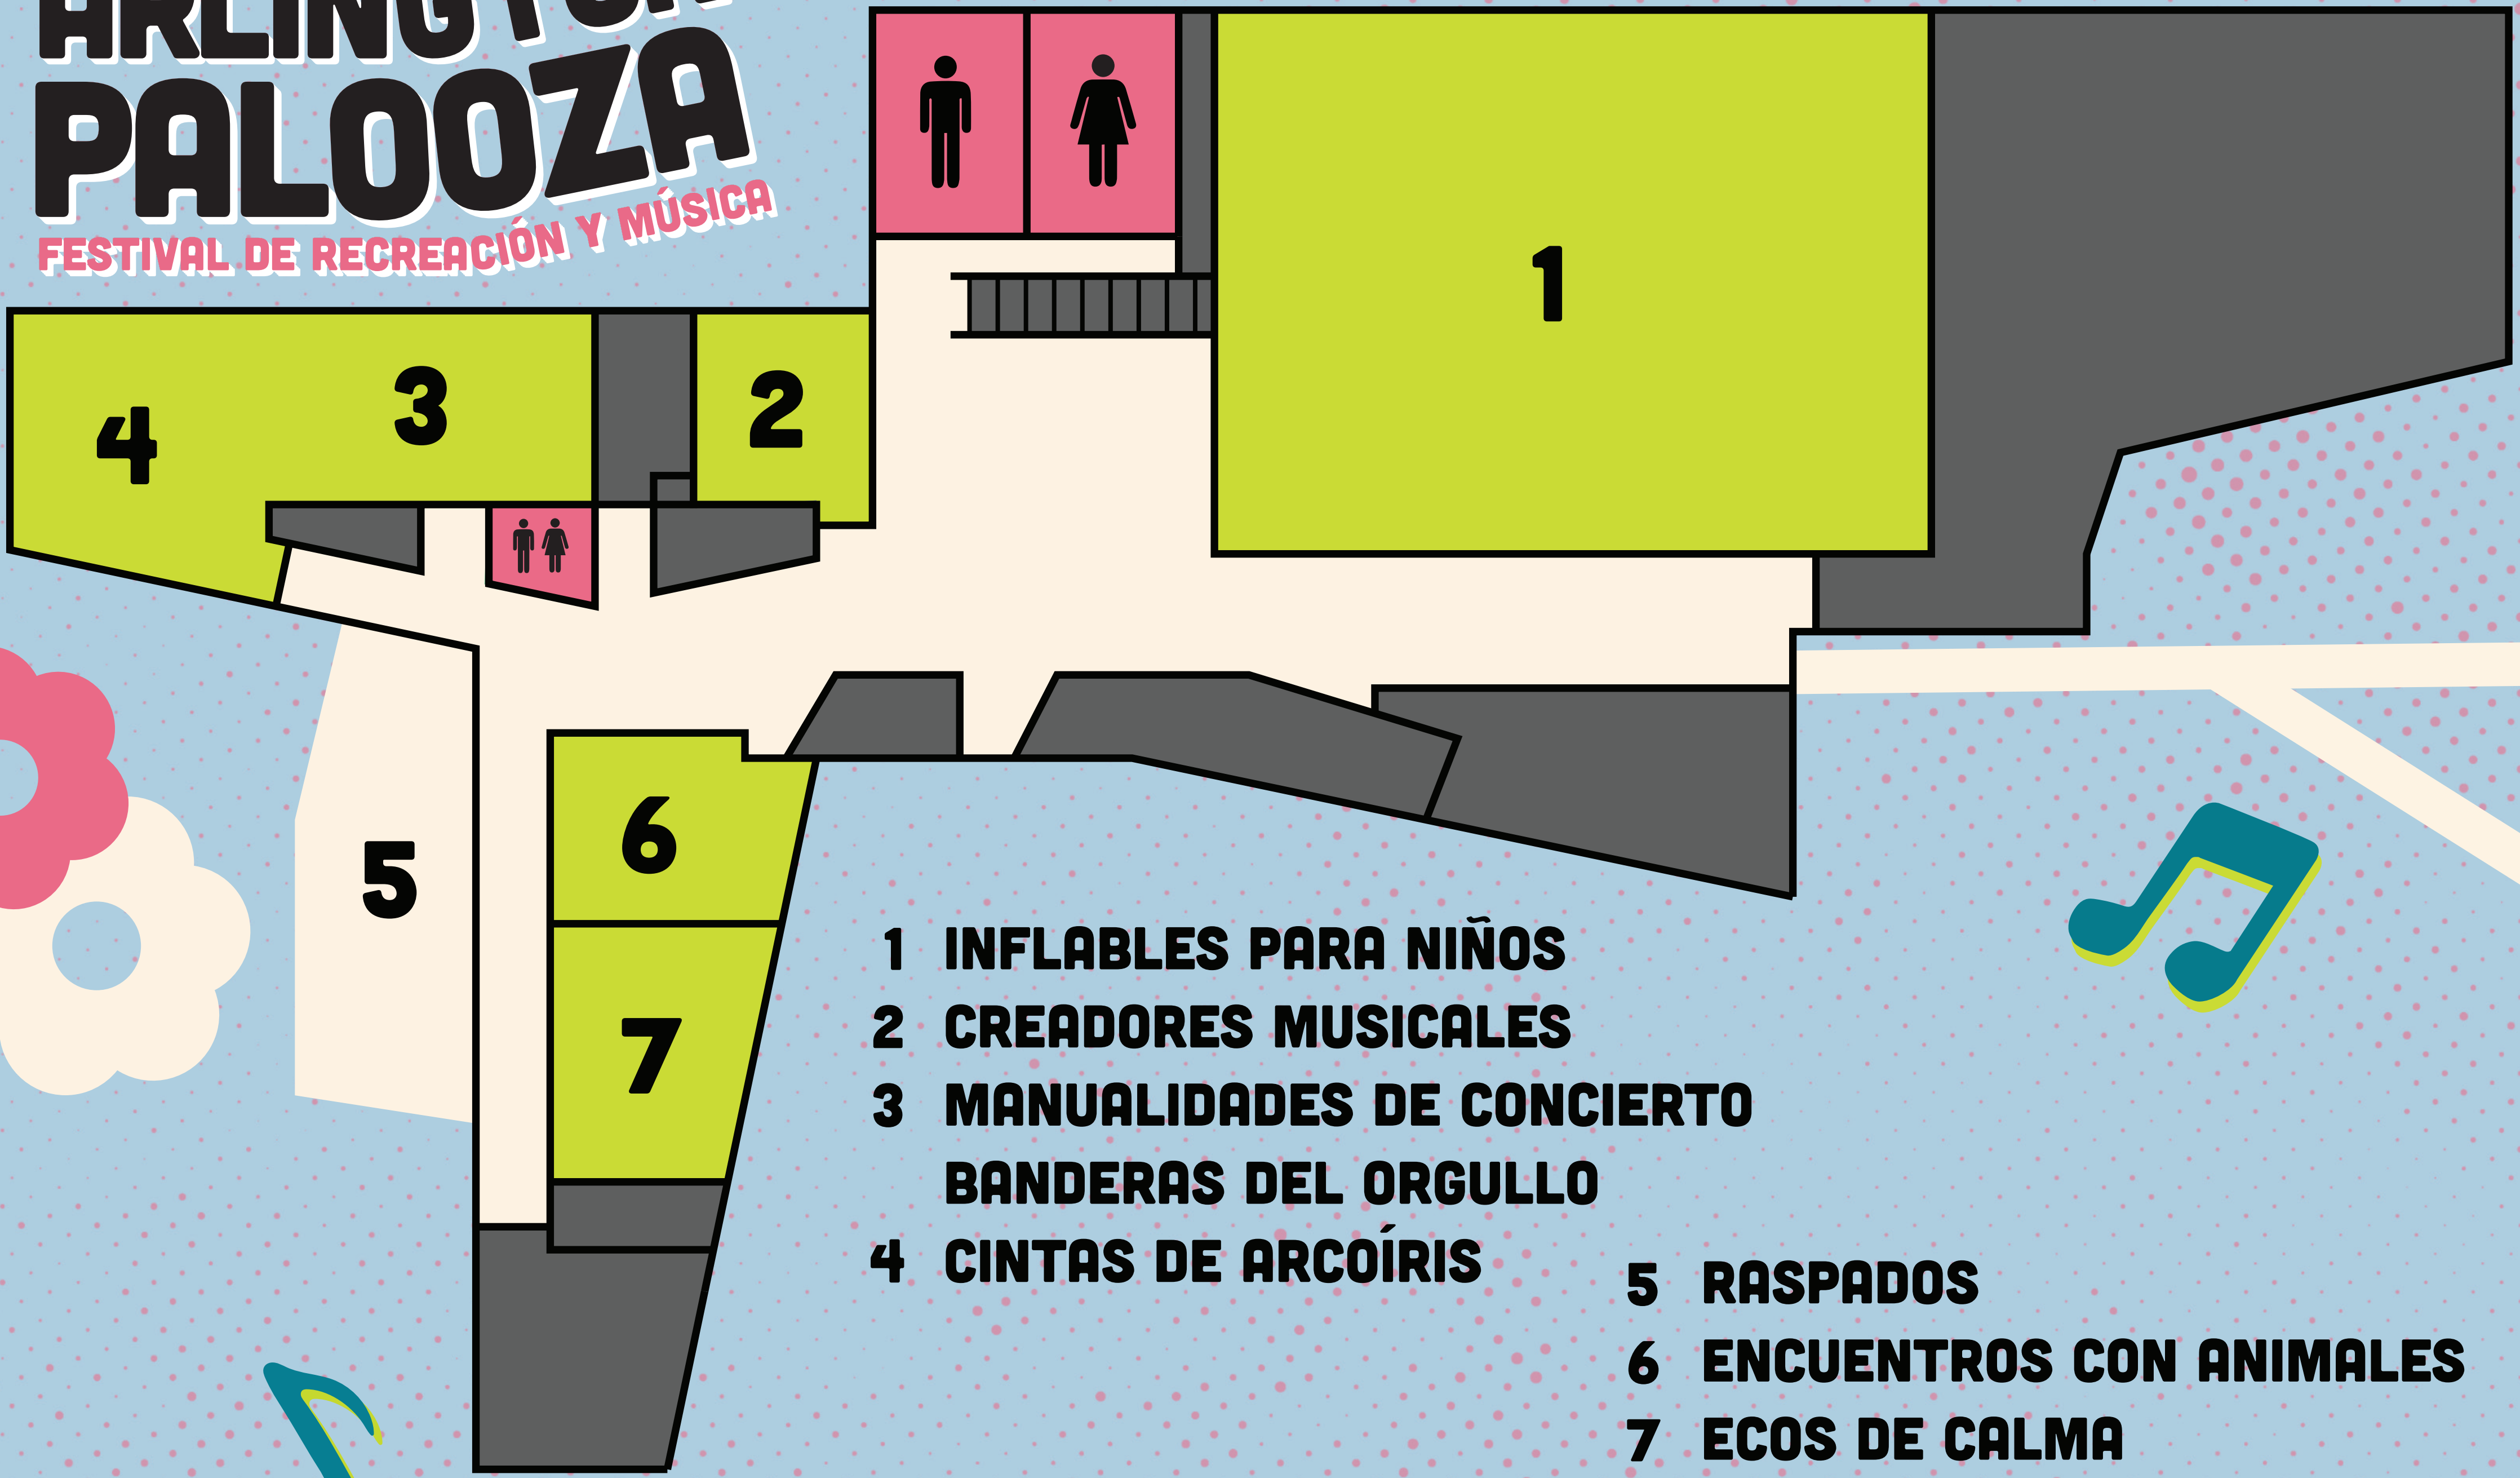 ARLINGTON
PALOOZA
FESTIVAL DE RECREACIÓN Y MÚSICA
1
3
2
4
5
6
7
1 INFLABLES PARA NIÑOS
2 CREADORES MUSICALES
3 MANUALIDADES DE CONCIERTO
BANDERAS DEL ORGULLO
4 CINTAS DE ARCOÍRIS
5 RASPADOS
6 ENCUENTROS CON ANIMALES
7 ECOS DE CALMA